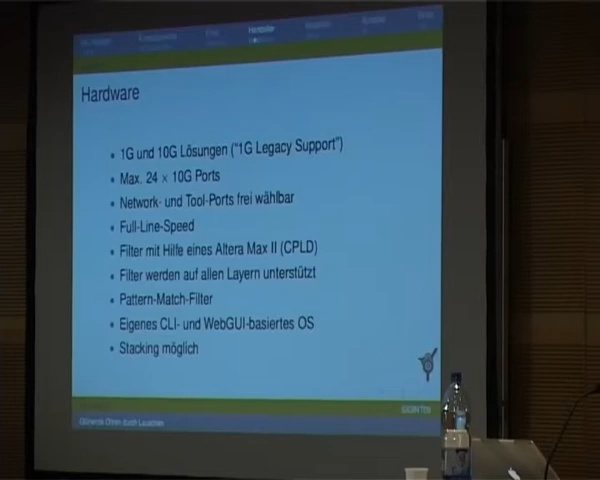 Hardware
Hardware
1G und 10G Lösungen ("1G Legacy Support")
Max. 24 × 10G Ports
Network- und Tool-Ports frei wählbar
Full-Line-Speed
Filter mit Hilfe eines Altera Max II (CPLD)
Filter werden auf allen Layern unterstützt
Pattern-Match-Filter
Eigenes CLI- und WebGUI-basiertes OS
Stacking möglich